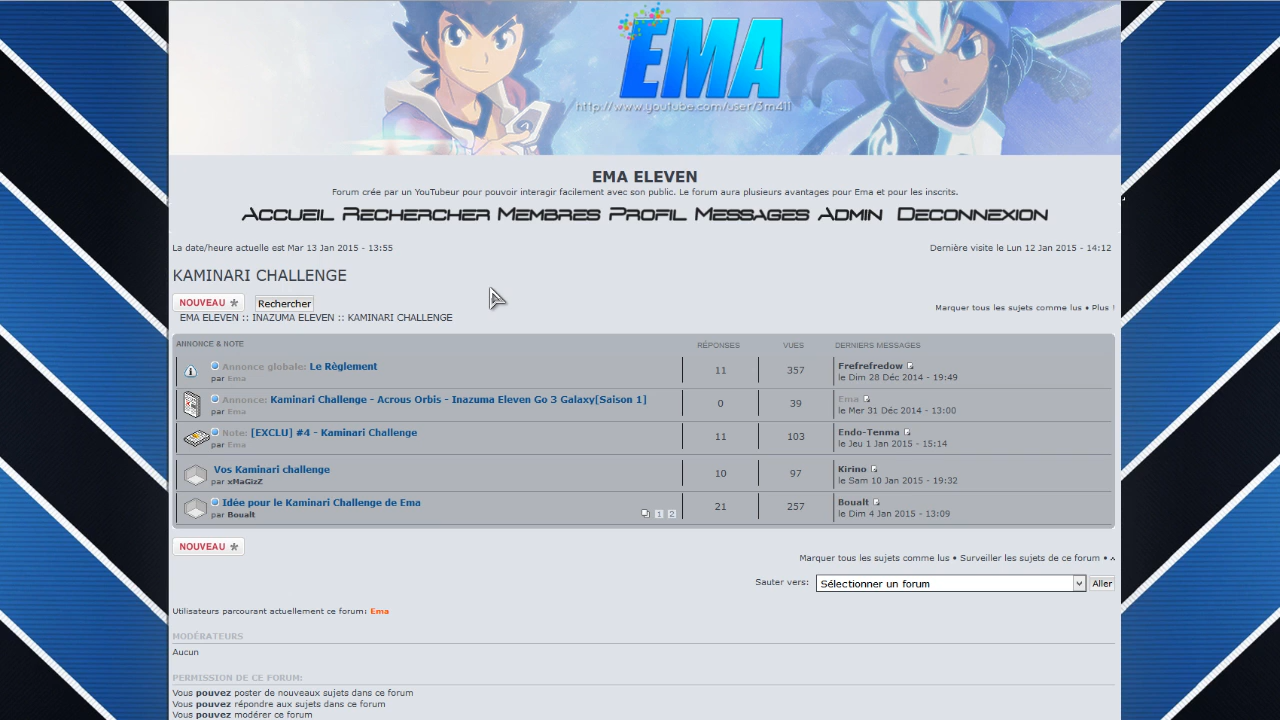 EMA
http://www.youtube.com/user/3m411
EMA ELEVEN
Forum crée par un YouTubeur pour pouvoir interagir facilement avec son public. Le forum aura plusieurs avantages pour Ema et pour les inscrits.
Accueil Rechercher Membres Profil Messages Admin Deconnexion
La date/heure actuelle est Mar 13 Jan 2015 - 13:55 Dernière visite le Lun 12 Jan 2015 - 14:12
KAMINARI CHALLENGE
NOUVEAU * Rechercher
Marquer tous les sujets comme lus • Plus
EMA ELEVEN :: INAZUMA ELEVEN :: KAMINARI CHALLENGE
ANNONCE & NOTE RÉPONSES VUES DERNIERS MESSAGES
Annonce globale: Le Règlement 11 357 Frefrefredow
par Ema le Dim 28 Déc 2014 - 19:49
Annonce: Kaminari Challenge - Acrous Orbis - Inazuma Eleven Go 3 Galaxy[Saison 1] 0 39 Ema
par Ema le Mer 31 Déc 2014 - 13:00
Note: [EXCLU] #4 - Kaminari Challenge 11 103 Endo-Tenma
par Ema le Jeu 1 Jan 2015 - 15:14
Vos Kaminari challenge 10 97 Kirino
par xMaGizZ le Sam 10 Jan 2015 - 19:32
Idèe pour le Kaminari Challenge de Ema 21 257 Boualt
par Boualt 1 2 le Dim 4 Jan 2015 - 13:09
NOUVEAU *
Marquer tous les sujets comme lus • Surveiller les sujets de ce forum •
Sauter vers: Sélectionner un forum Aller
Utilisateurs parcourant actuellement ce forum: Ema
MODÉRATEURS
Aucun
PERMISSION DE CE FORUM:
Vous pouvez poster de nouveaux sujets dans ce forum
Vous pouvez répondre aux sujets dans ce forum
Vous pouvez modérer ce forum